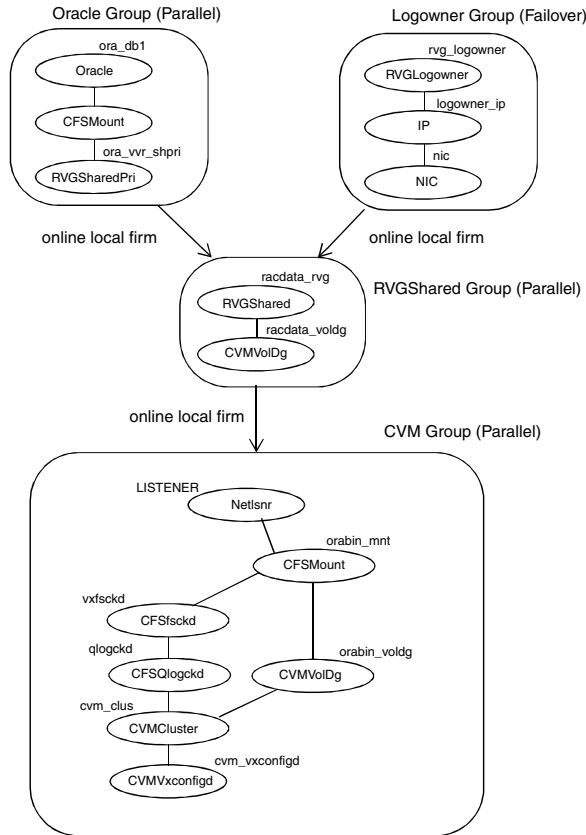 Oracle Group (Parallel)
Logowner Group (Failover)
ora_db1
Oracle
CFSMount
ora_vvr_shpri
RVGSharedPri
rvg_logowner
RVGLogowner
logowner_ip
IP
nic
NIC
online local firm
online local firm
RVGShared Group (Parallel)
racdata_rvg
RVGShared
racdata_voldg
CVMVolDg
online local firm
CVM Group (Parallel)
LISTENER
Netlsnr
orabin_mnt
CFSMount
vxfsckd
CFSfsckd
qlogckd
CFSQlogckd
orabin_voldg
CVMVolDg
cvm_clus
CVMCluster
cvm_vxconfigd
CVMVxconfigd